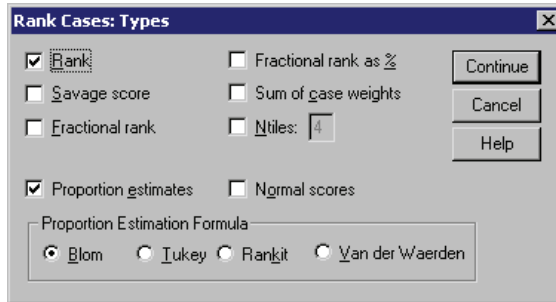 Rank Cases: Types
Rank
Fractional rank as %
Continue
Savage score
Sum of case weights
Cancel
Fractional rank
Ntiles: 4
Help
Proportion estimates
Normal scores
Proportion Estimation Formula
Blom
Tukey
Rankit
Van der Waerden